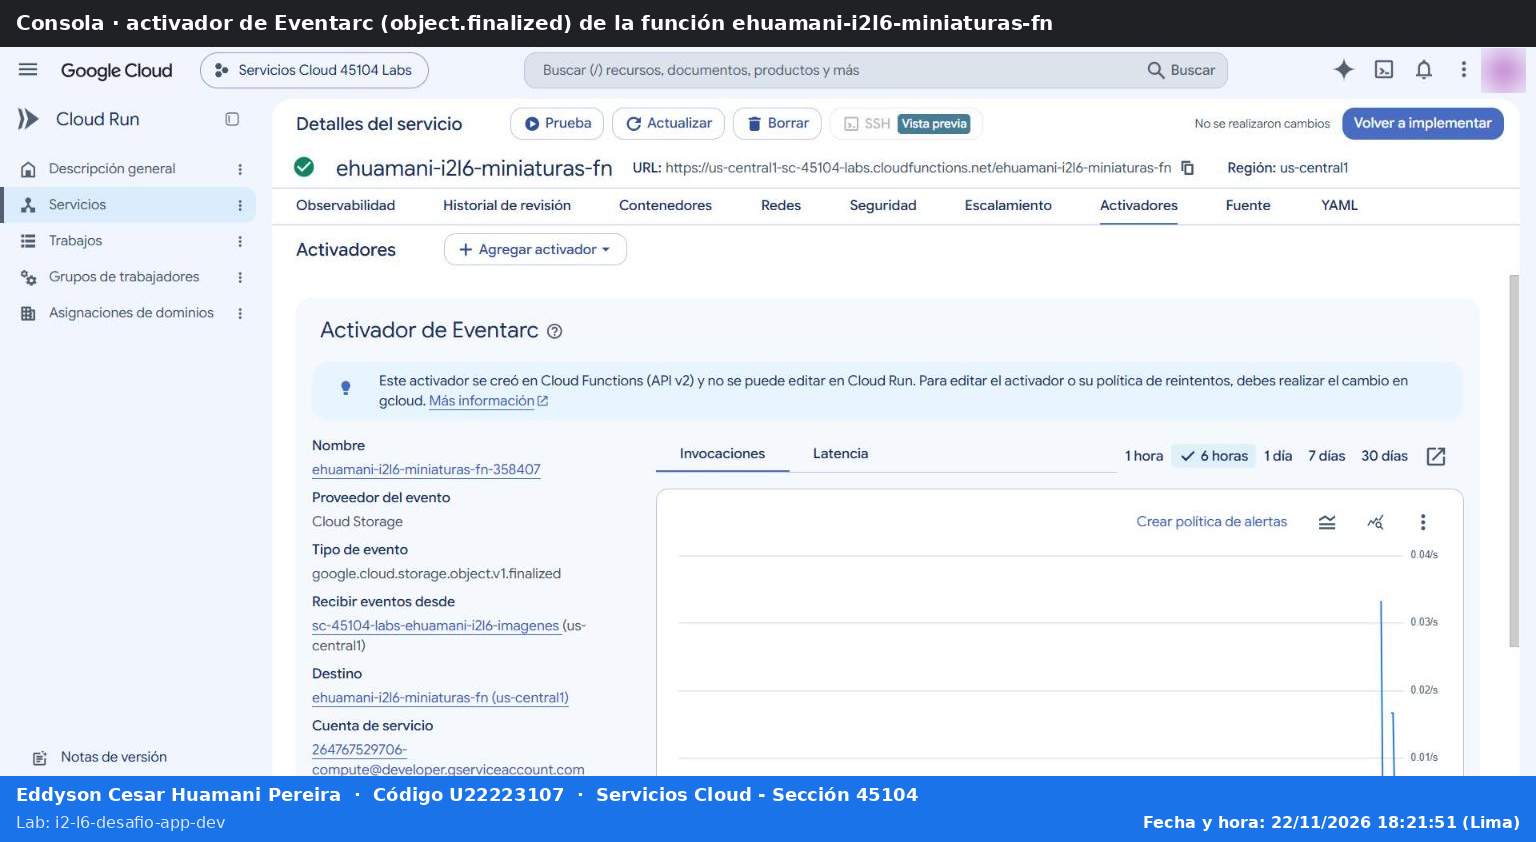 Consola · activador de Eventarc (object.finalized) de la función ehuamani-i2l6-miniaturas-fn
Google Cloud
Servicios Cloud 45104 Labs
Buscar (/) recursos, documentos, productos y más
Buscar
Cloud Run
Descripción general
Servicios
Trabajos
Grupos de trabajadores
Asignaciones de dominios
Notas de versión
Detalles del servicio
Prueba
Actualizar
Borrar
SSH
Vista previa
No se realizaron cambios
Volver a implementar
ehuamani-i2l6-miniaturas-fn
URL: https://us-central1-sc-45104-labs.cloudfunctions.net/ehuamani-i2l6-miniaturas-fn
Región: us-central1
Observabilidad
Historial de revisión
Contenedores
Redes
Seguridad
Escalamiento
Activadores
Fuente
YAML
Activadores
Agregar activador
Activador de Eventarc
Este activador se creó en Cloud Functions (API v2) y no se puede editar en Cloud Run. Para editar el activador o su política de reintentos, debes realizar el cambio en
gcloud. Más información
Nombre
ehuamani-i2l6-miniaturas-fn-358407
Proveedor del evento
Cloud Storage
Tipo de evento
google.cloud.storage.object.v1.finalized
Recibir eventos desde
sc-45104-labs-ehuamani-i2l6-imagenes (us-
central1)
Destino
ehuamani-i2l6-miniaturas-fn (us-central1)
Cuenta de servicio
264767529706-
compute@developer.gserviceaccount.com
Invocaciones
Latencia
1 hora
6 horas
1 día
7 días
30 días
Crear política de alertas
0.04/s
0.03/s
0.02/s
0.01/s
Eddyson Cesar Huamani Pereira · Código U22223107 · Servicios Cloud - Sección 45104
Lab: i2-l6-desafio-app-dev
Fecha y hora: 22/11/2026 18:21:51 (Lima)